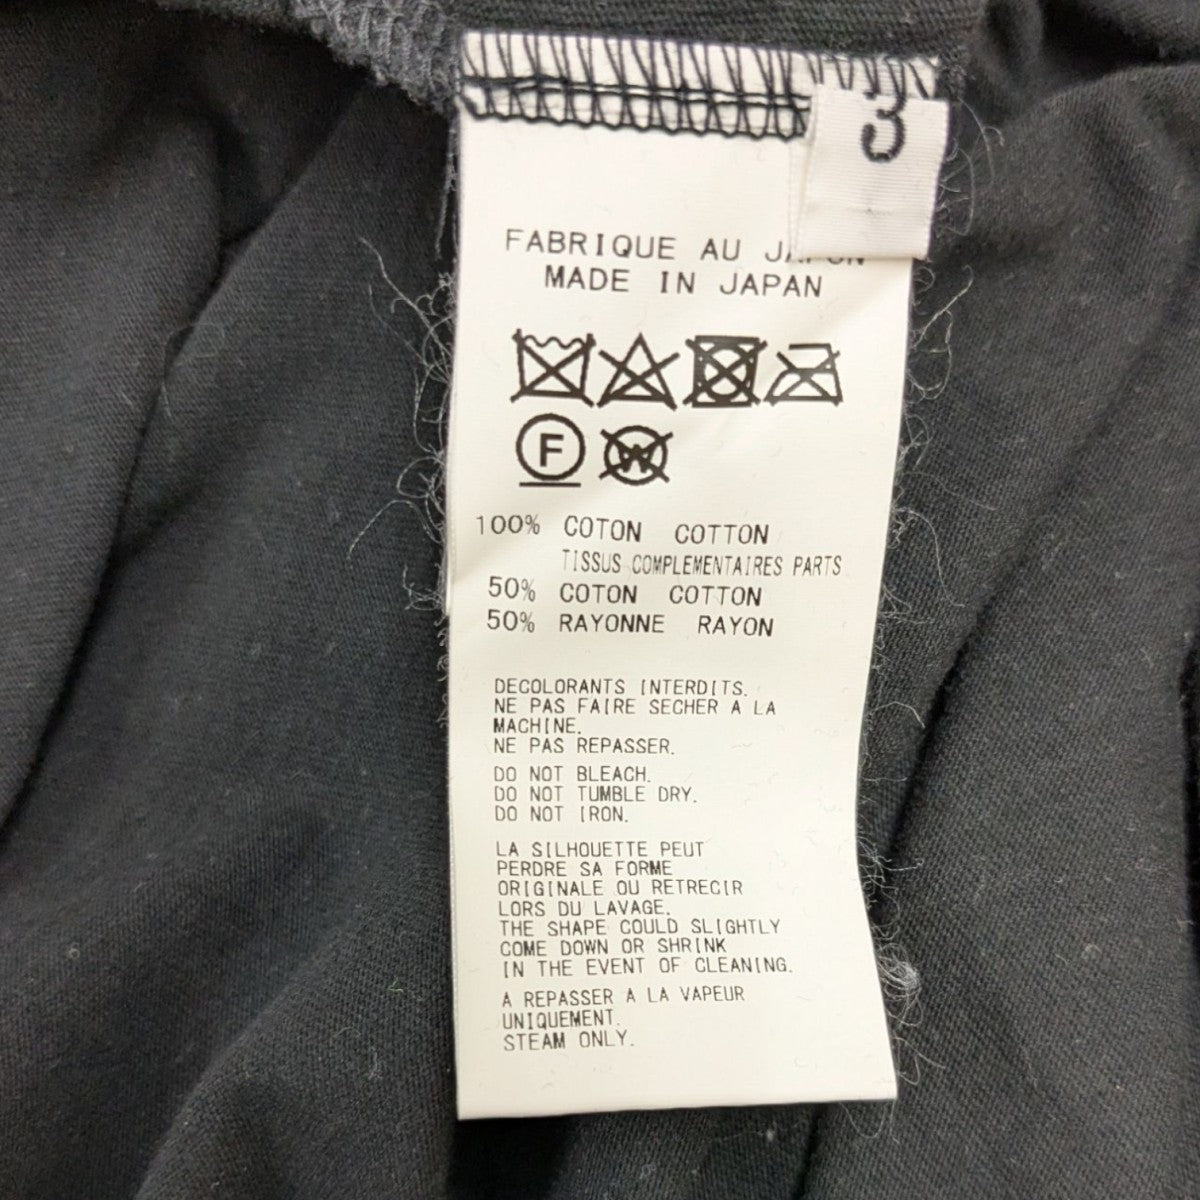 3
FABRIQUE AU JAPON
MADE IN JAPAN
F W
100% COTON COTTON
TISSUS COMPLEMENTAIRES PARTS
50% COTON COTTON
50% RAYONNE RAYON
DECOLORANTS INTERDITS.
NE PAS FAIRE SECHER A LA
MACHINE.
NE PAS REPASSER.
DO NOT BLEACH.
DO NOT TUMBLE DRY.
DO NOT IRON.
LA SILHOUETTE PEUT
PERDRE SA FORME
ORIGINALE OU RETRECIR
LORS DU LAVAGE.
THE SHAPE COULD SLIGHTLY
COME DOWN OR SHRINK
IN THE EVENT OF CLEANING.
A REPASSER A LA VAPEUR
UNIQUEMENT.
STEAM ONLY.